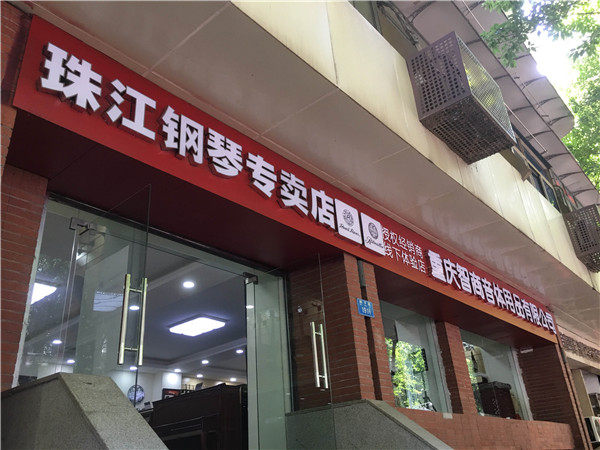 珠江钢琴专卖店
授权经销商
线下体验店
重庆智商音体用品有限公司